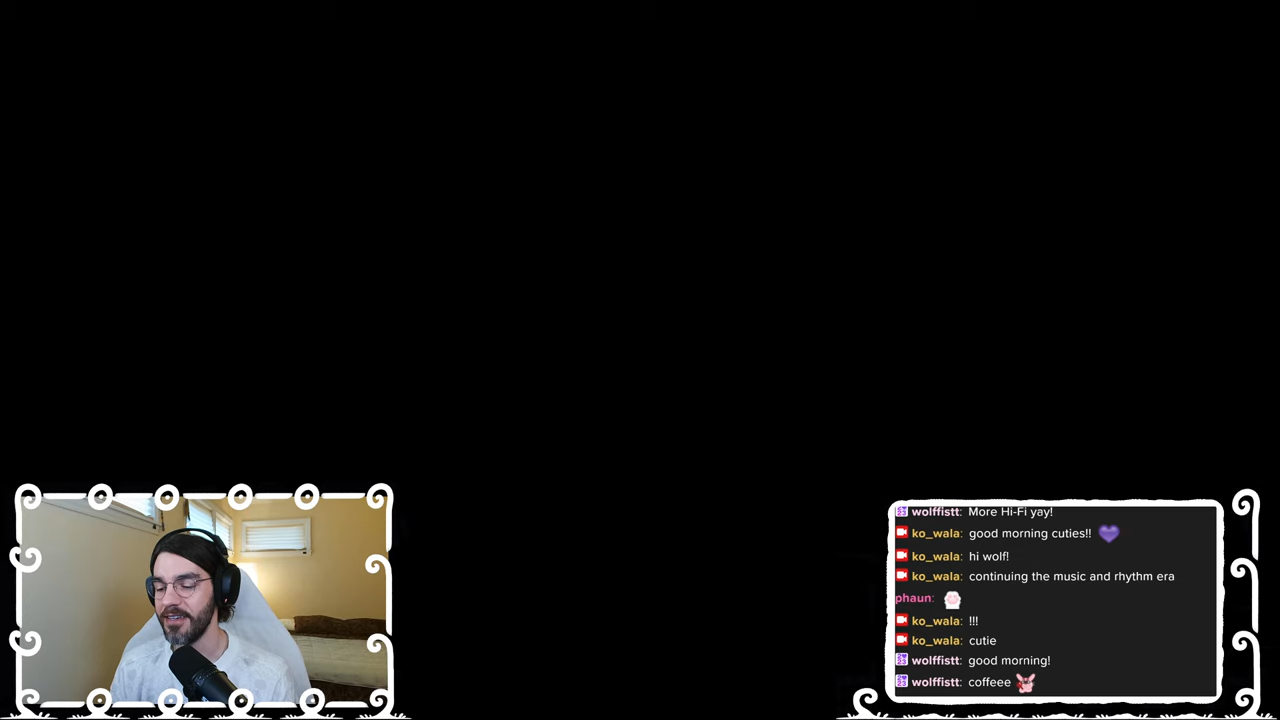 wolffistt: More Hi-Fi yay!
ko_wala: good morning cuties!!
ko_wala: hi wolf!
ko_wala: continuing the music and rhythm era
phaun:
ko_wala: !!!
ko_wala: cutie
wolffistt: good morning!
wolffistt: coffeee